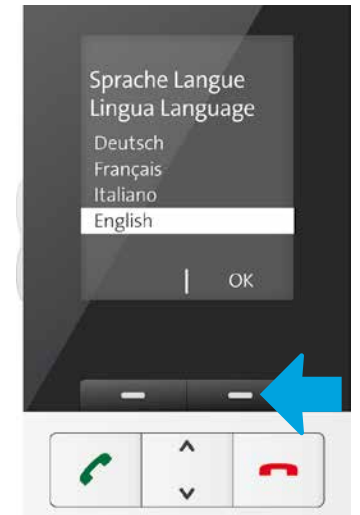 Sprache Langue
Lingua Language
Deutsch
Français
Italiano
English
OK